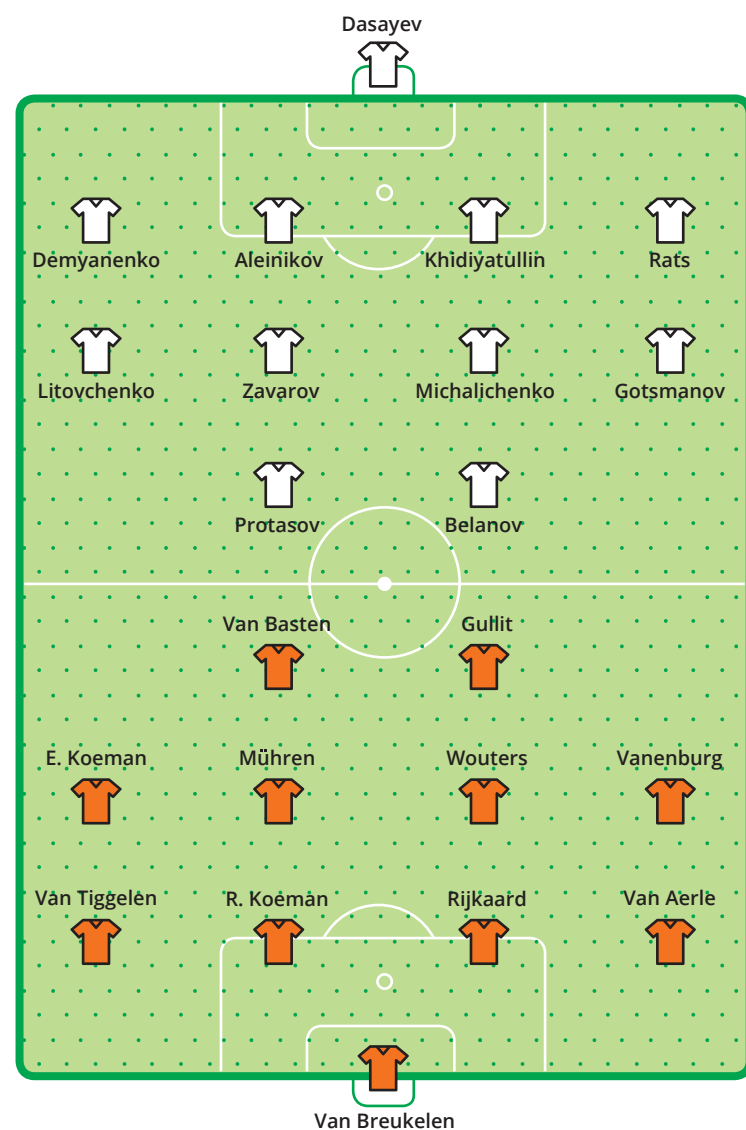 Dasayev
Demyanenko Aleinikov Khidiyatullin Rats
Litovchenko Zavarov Michalichenko Gotsmanov
Protasov Belanov
Van Basten Gullit
E. Koeman Mühren Wouters Vanenburg
Van Tiggelen R. Koeman Rijkaard Van Aerle
Van Breukelen